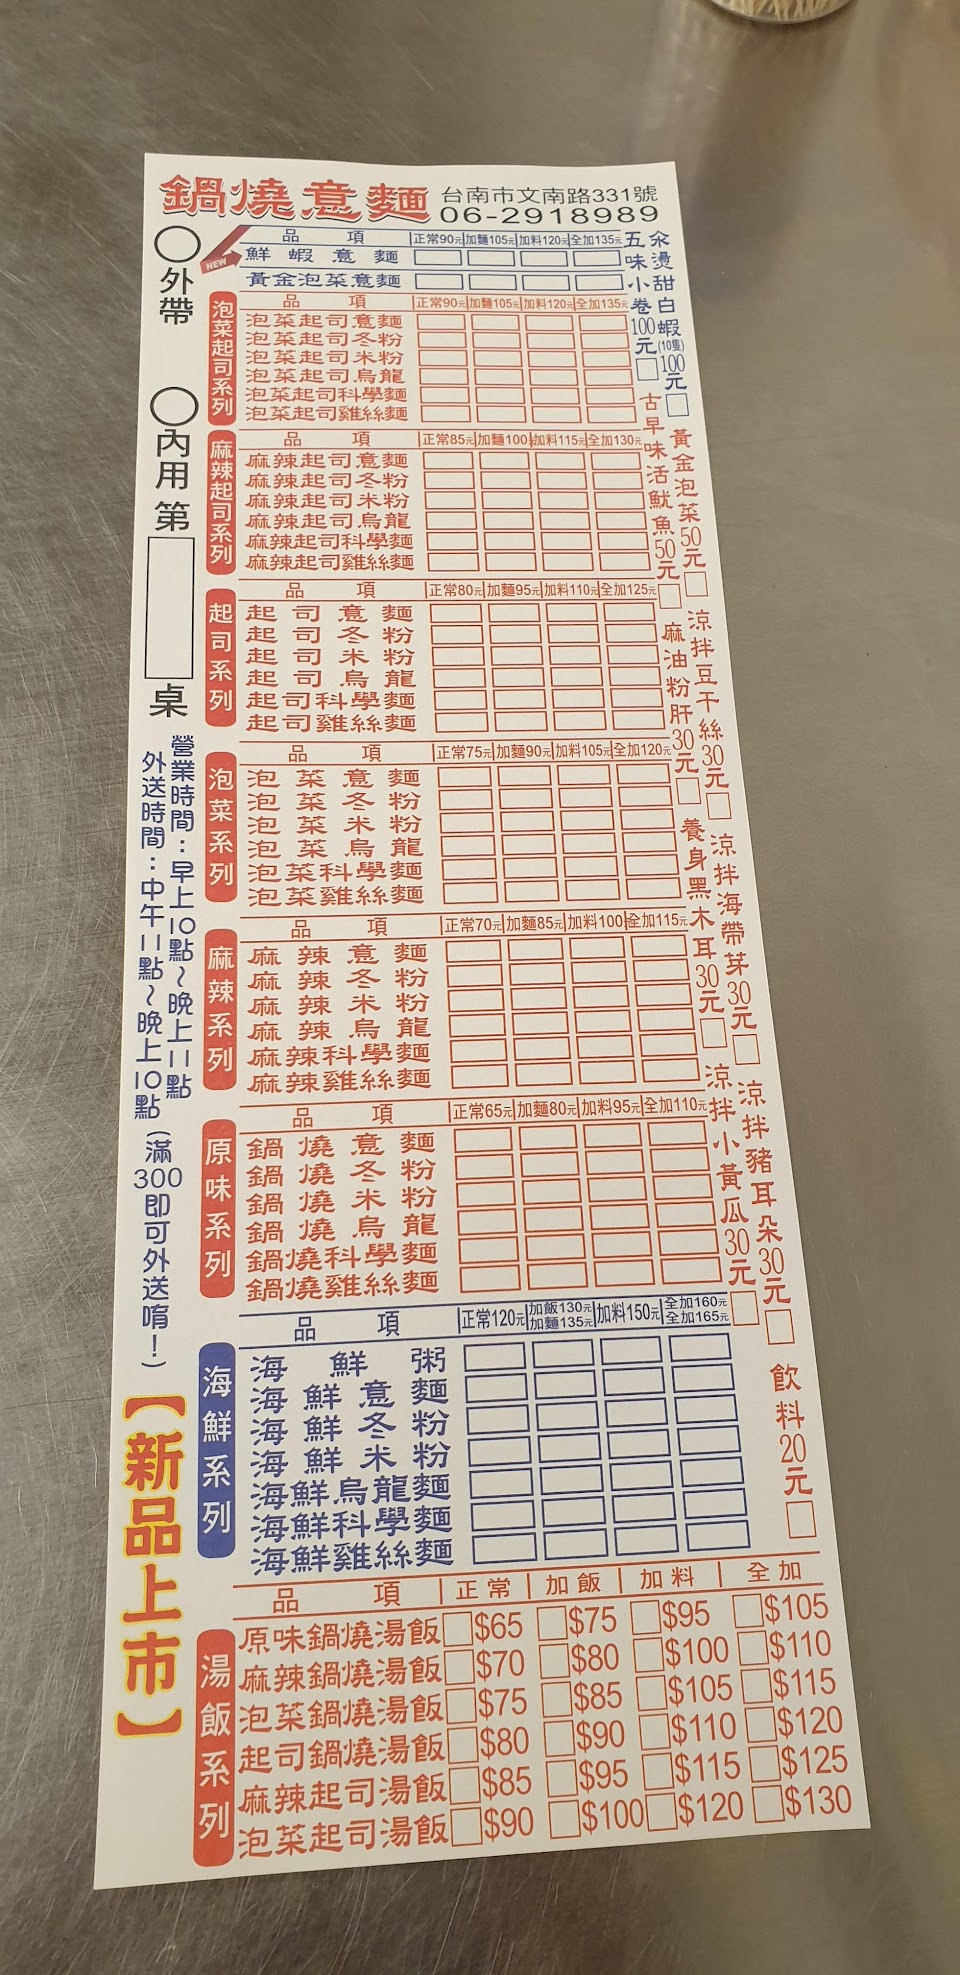 鍋燒意麵
台南市文南路331號
06-2918989
外帶
內用 第 桌
營業時間：早上10點~晚上11點
外送時間：中午11點~晚上10點（滿300即可外送唷！）
【新品上市】
NEW
品項 正常90元 加麵105元 加料120元 全加135元
鮮蝦意麵
黃金泡菜意麵
泡菜起司系列
品項 正常90元 加麵105元 加料120元 全加135元
泡菜起司意麵
泡菜起司冬粉
泡菜起司米粉
泡菜起司烏龍
泡菜起司科學麵
泡菜起司雞絲麵
麻辣起司系列
品項 正常85元 加麵100 加料115元 全加130元
麻辣起司意麵
麻辣起司冬粉
麻辣起司米粉
麻辣起司烏龍
麻辣起司科學麵
麻辣起司雞絲麵
起司系列
品項 正常80元 加麵95元 加料110元 全加125元
起司意麵
起司冬粉
起司米粉
起司烏龍
起司科學麵
起司雞絲麵
泡菜系列
品項 正常75元 加麵90元 加料105元 全加120元
泡菜意麵
泡菜冬粉
泡菜米粉
泡菜烏龍
泡菜科學麵
泡菜雞絲麵
麻辣系列
品項 正常70元 加麵85元 加料100 全加115元
麻辣意麵
麻辣冬粉
麻辣米粉
麻辣烏龍
麻辣科學麵
麻辣雞絲麵
原味系列
品項 正常65元 加麵80元 加料95元 全加110元
鍋燒意麵
鍋燒冬粉
鍋燒米粉
鍋燒烏龍
鍋燒科學麵
鍋燒雞絲麵
海鮮系列
品項 正常120元 加飯130元 加麵135元 加料150元 全加160元 全加165元
海鮮粥
海鮮意麵
海鮮冬粉
海鮮米粉
海鮮烏龍麵
海鮮科學麵
海鮮雞絲麵
湯飯系列
品項 正常 加飯 加料 全加
原味鍋燒湯飯 $65 $75 $95 $105
麻辣鍋燒湯飯 $70 $80 $100 $110
泡菜鍋燒湯飯 $75 $85 $105 $115
起司鍋燒湯飯 $80 $90 $110 $120
麻辣起司湯飯 $85 $95 $115 $125
泡菜起司湯飯 $90 $100 $120 $130
汆燙甜白蝦(10隻)100元
五味小卷100元
黃金泡菜50元
古早味活魷魚50元
涼拌豆干絲30元
麻油粉肝30元
涼拌海帶芽30元
養身黑木耳30元
涼拌豬耳朵30元
涼拌小黃瓜30元
飲料20元